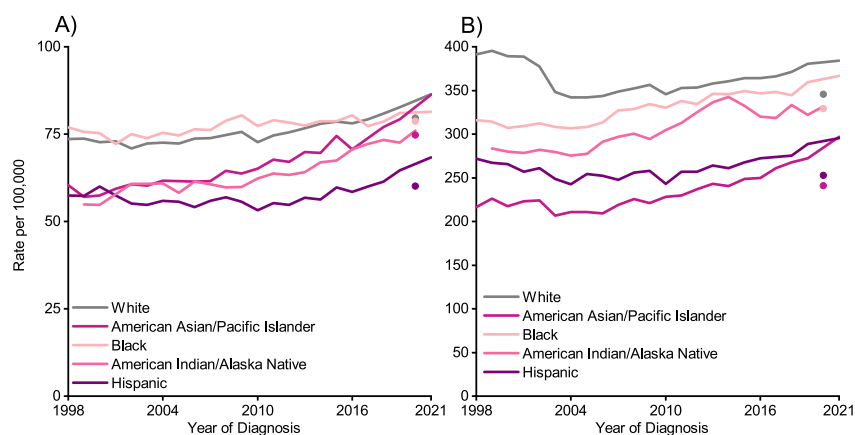 A)
Rate per 100,000
100
75
50
25
0
White
American Asian/Pacific Islander
Black
American Indian/Alaska Native
Hispanic
1998 2004 2010 2016 2021
Year of Diagnosis
B)
400
350
300
250
200
150
100
50
0
White
American Asian/Pacific Islander
Black
American Indian/Alaska Native
Hispanic
1998 2004 2010 2016 2021
Year of Diagnosis